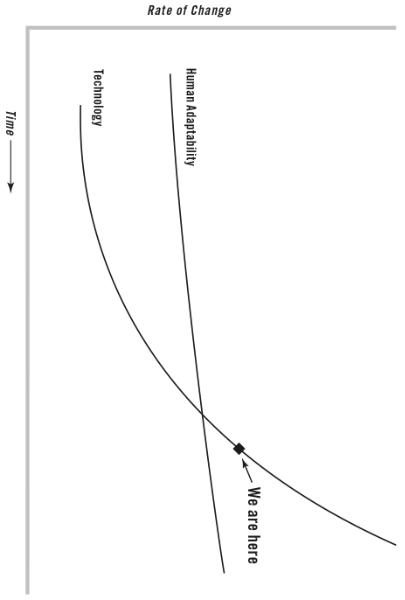 Rate of Change
Human Adaptability
Technology
Time
We are here